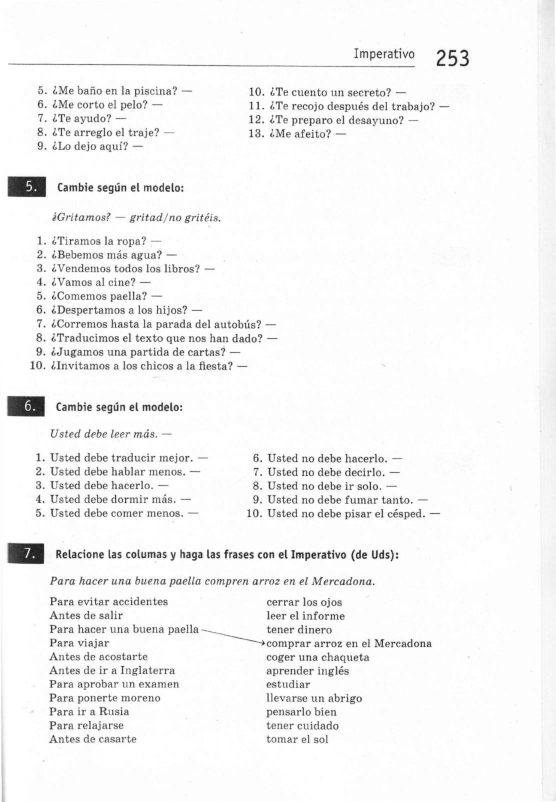 Imperativo 253
5. ¿Me baño en la piscina? —
6. ¿Me corto el pelo? —
7. ¿Te ayudo? —
8. ¿Te arreglo el traje? —
9. ¿Lo dejo aquí? —
10. ¿Te cuento un secreto? —
11. ¿Te recojo después del trabajo? —
12. ¿Te preparo el desayuno? —
13. ¿Me afeito? —
5. Cambie según el modelo:
¿Gritamos? — gritad/no gritéis.
1. ¿Tiramos la ropa? —
2. ¿Bebemos más agua? —
3. ¿Vendemos todos los libros? —
4. ¿Vamos al cine? —
5. ¿Comemos paella? —
6. ¿Despertamos a los hijos? —
7. ¿Corremos hasta la parada del autobús? —
8. ¿Traducimos el texto que nos han dado? —
9. ¿Jugamos una partida de cartas? —
10. ¿Invitamos a los chicos a la fiesta? —
6. Cambie según el modelo:
Usted debe leer más. —
1. Usted debe traducir mejor. —
2. Usted debe hablar menos. —
3. Usted debe hacerlo. —
4. Usted debe dormir más. —
5. Usted debe comer menos. —
6. Usted no debe hacerlo. —
7. Usted no debe decirlo. —
8. Usted no debe ir solo. —
9. Usted no debe fumar tanto. —
10. Usted no debe pisar el césped. —
7. Relacione las columas y haga las frases con el Imperativo (de Uds):
Para hacer una buena paella compren arroz en el Mercadona.
Para evitar accidentes
Antes de salir
Para hacer una buena paella
Para viajar
Antes de acostarte
Antes de ir a Inglaterra
Para aprobar un examen
Para ponerte moreno
Para ir a Rusia
Para relajarse
Antes de casarte
cerrar los ojos
leer el informe
tener dinero
comprar arroz en el Mercadona
coger una chaqueta
aprender inglés
estudiar
llevarse un abrigo
pensarlo bien
tener cuidado
tomar el sol